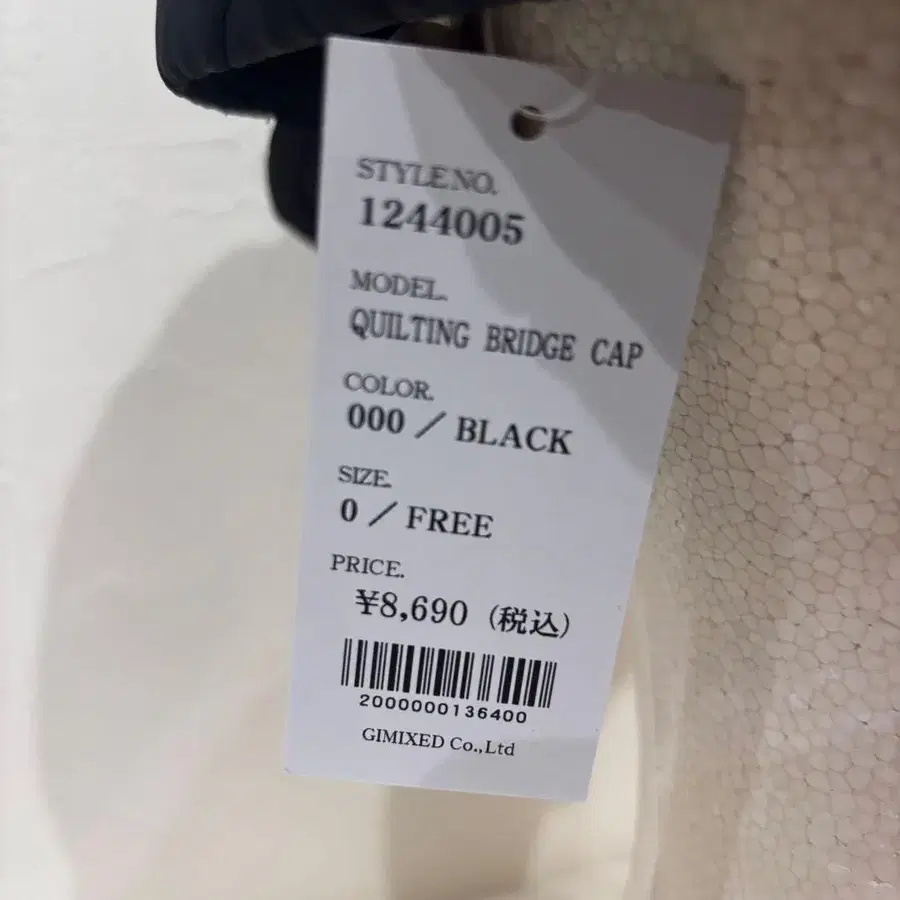 STYLE NO.
1244005
MODEL.
QUILTING BRIDGE CAP
COLOR.
000 / BLACK
SIZE.
0 / FREE
PRICE.
¥8,690 (税込)
2000000136400
GIMIXED Co.,Ltd